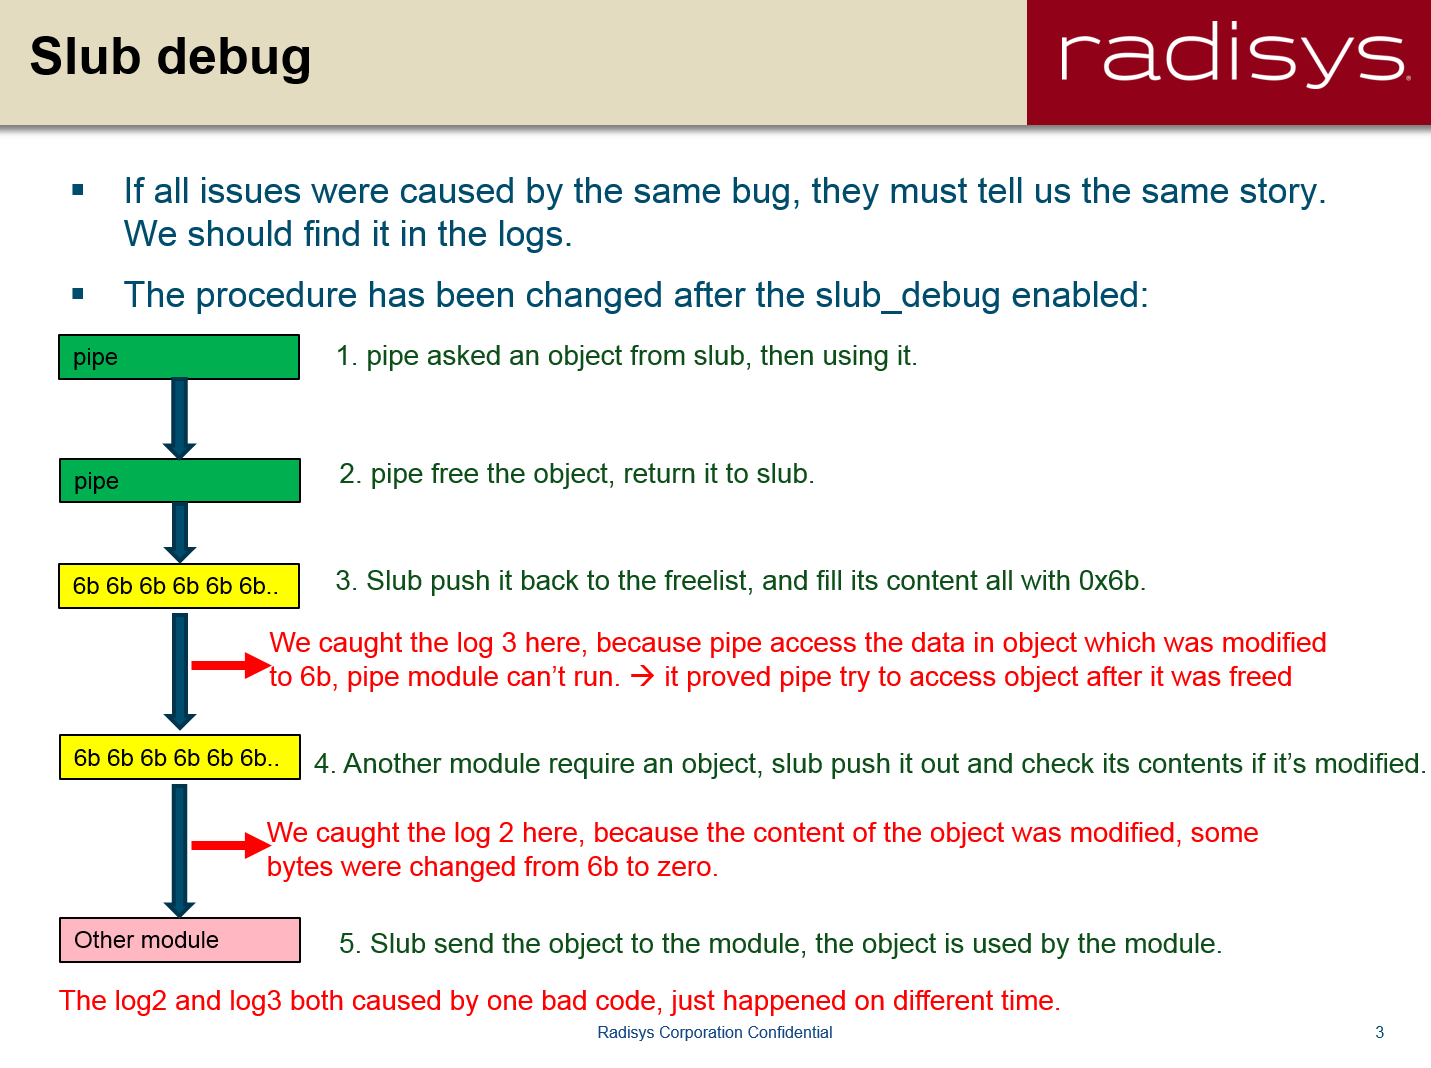 Slub debug
radisys
If all issues were caused by the same bug, they must tell us the same story.
We should find it in the logs.
The procedure has been changed after the slub_debug enabled:
pipe
1. pipe asked an object from slub, then using it.
pipe
2. pipe free the object, return it to slub.
6b 6b 6b 6b 6b 6b..
3. Slub push it back to the freelist, and fill its content all with 0x6b.
We caught the log 3 here, because pipe access the data in object which was modified
to 6b, pipe module can’t run. → it proved pipe try to access object after it was freed
6b 6b 6b 6b 6b 6b..
4. Another module require an object, slub push it out and check its contents if it’s modified.
We caught the log 2 here, because the content of the object was modified, some
bytes were changed from 6b to zero.
Other module
5. Slub send the object to the module, the object is used by the module.
The log2 and log3 both caused by one bad code, just happened on different time.
Radisys Corporation Confidential
3